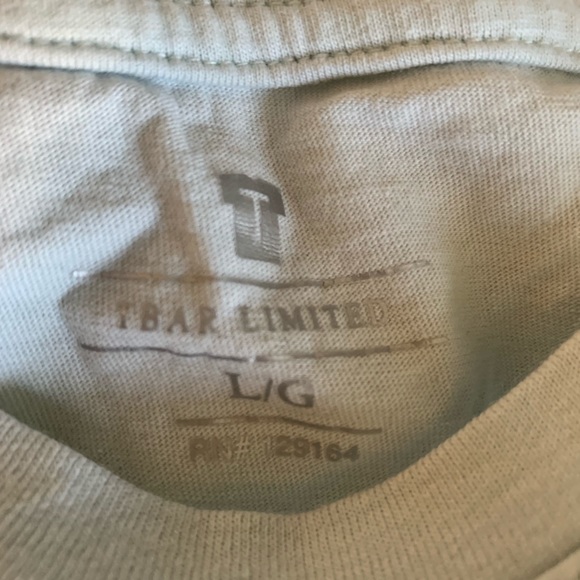 T
TBAR LIMITED
L/G
RN# 129164